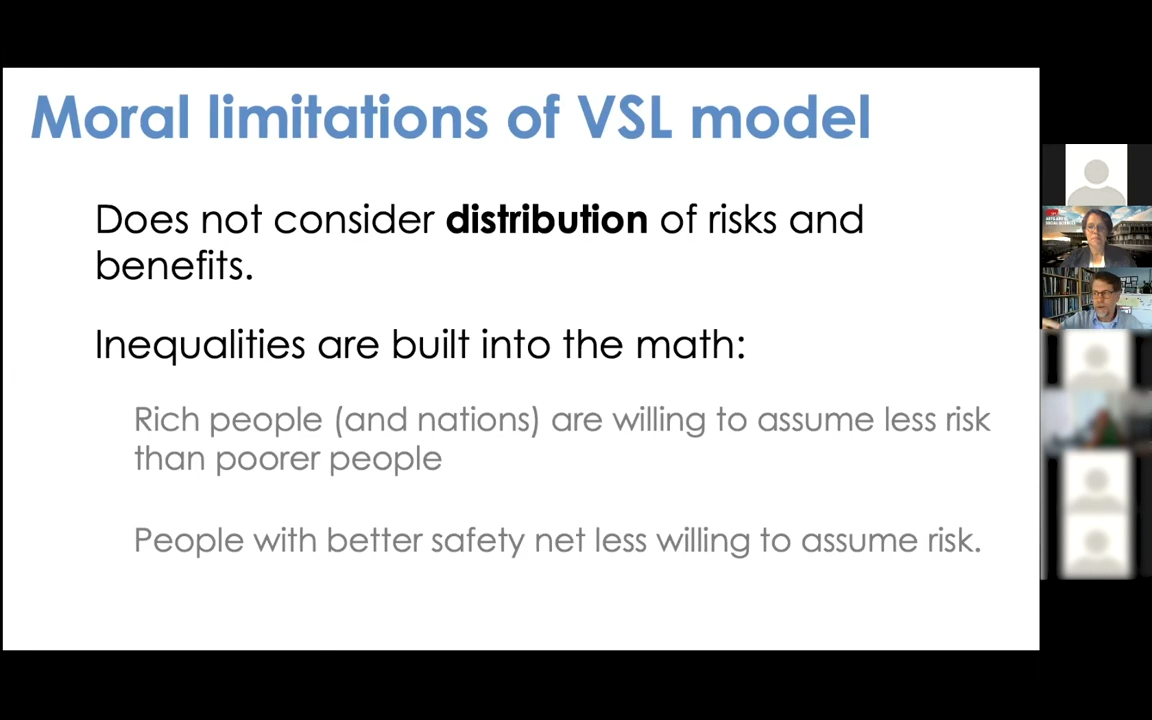 Moral limitations of VSL model
Does not consider distribution of risks and
benefits.
Inequalities are built into the math:
Rich people (and nations) are willing to assume less risk
than poorer people
People with better safety net less willing to assume risk.